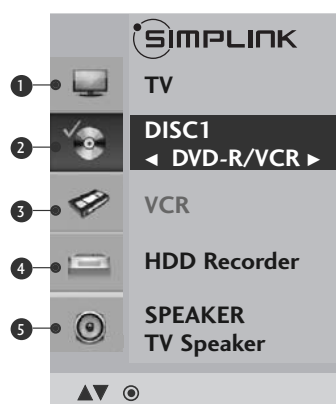 SIMPLINK
1 TV
2 DISC1
◄ DVD-R/VCR ►
3 VCR
4 HDD Recorder
5 SPEAKER
TV Speaker
▲▼ ◉